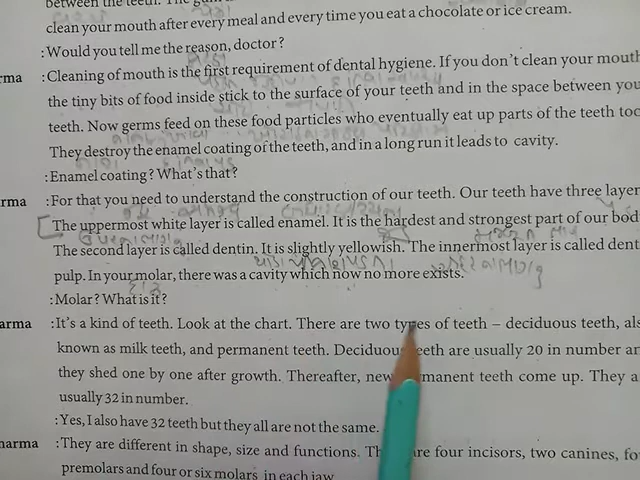 between the teeth. The
clean your mouth after every meal and every time you eat a chocolate or ice cream.
:Would you tell me the reason, doctor?
rma :Cleaning of mouth is the first requirement of dental hygiene. If you don't clean your mouth
the tiny bits of food inside stick to the surface of your teeth and in the space between you
teeth. Now germs feed on these food particles who eventually eat up parts of the teeth too
They destroy the enamel coating of the teeth, and in a long run it leads to cavity.
:Enamel coating? What's that?
rma :For that you need to understand the construction of our teeth. Our teeth have three layer
[The uppermost white layer is called enamel. It is the hardest and strongest part of our bod
The second layer is called dentin. It is slightly yellowish. The innermost layer is called dent
pulp. In your molar, there was a cavity which now no more exists.
:Molar? What is it?
arma :It's a kind of teeth. Look at the chart. There are two types of teeth – deciduous teeth, als
known as milk teeth, and permanent teeth. Deciduous teeth are usually 20 in number an
they shed one by one after growth. Thereafter, new permanent teeth come up. They a
usually 32 in number.
:Yes, I also have 32 teeth but they all are not the same.
harma :They are different in shape, size and functions. There are four incisors, two canines, fo
premolars and four or six molars in each jaw